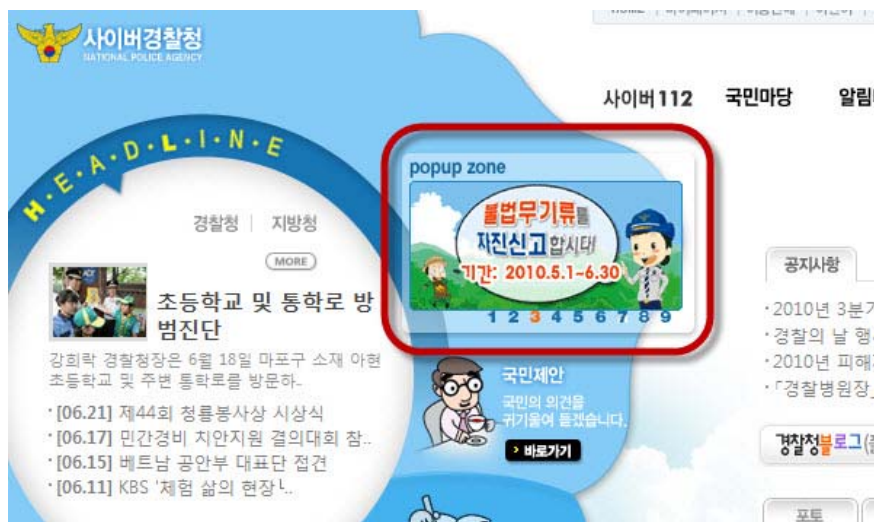 사이버경찰청
NATIONAL POLICE AGENCY
사이버112 국민마당
H·E·A·D·L·I·N·E
popup zone
불법무기류를
자진신고 합시다!
기간: 2010.5.1~6.30
1 2 3 4 5 6 7 8 9
경찰청 | 지방청
MORE
초등학교 및 통학로 방
범진단
강희락 경찰청장은 6월 18일 마포구 소재 아현
초등학교 및 주변 통학로를 방문하..
·[06.21] 제44회 청룡봉사상 시상식
·[06.17] 민간경비 치안지원 결의대회 참..
·[06.15] 베트남 공안부 대표단 접견
·[06.11] KBS '체험 삶의 현장'..
국민제안
국민의 의견을
귀기울여 듣겠습니다.
바로가기
공지사항
·2010년 3분기
·경찰의 날 행
·2010년 피해
·「경찰병원장」
경찰청블로그
포토